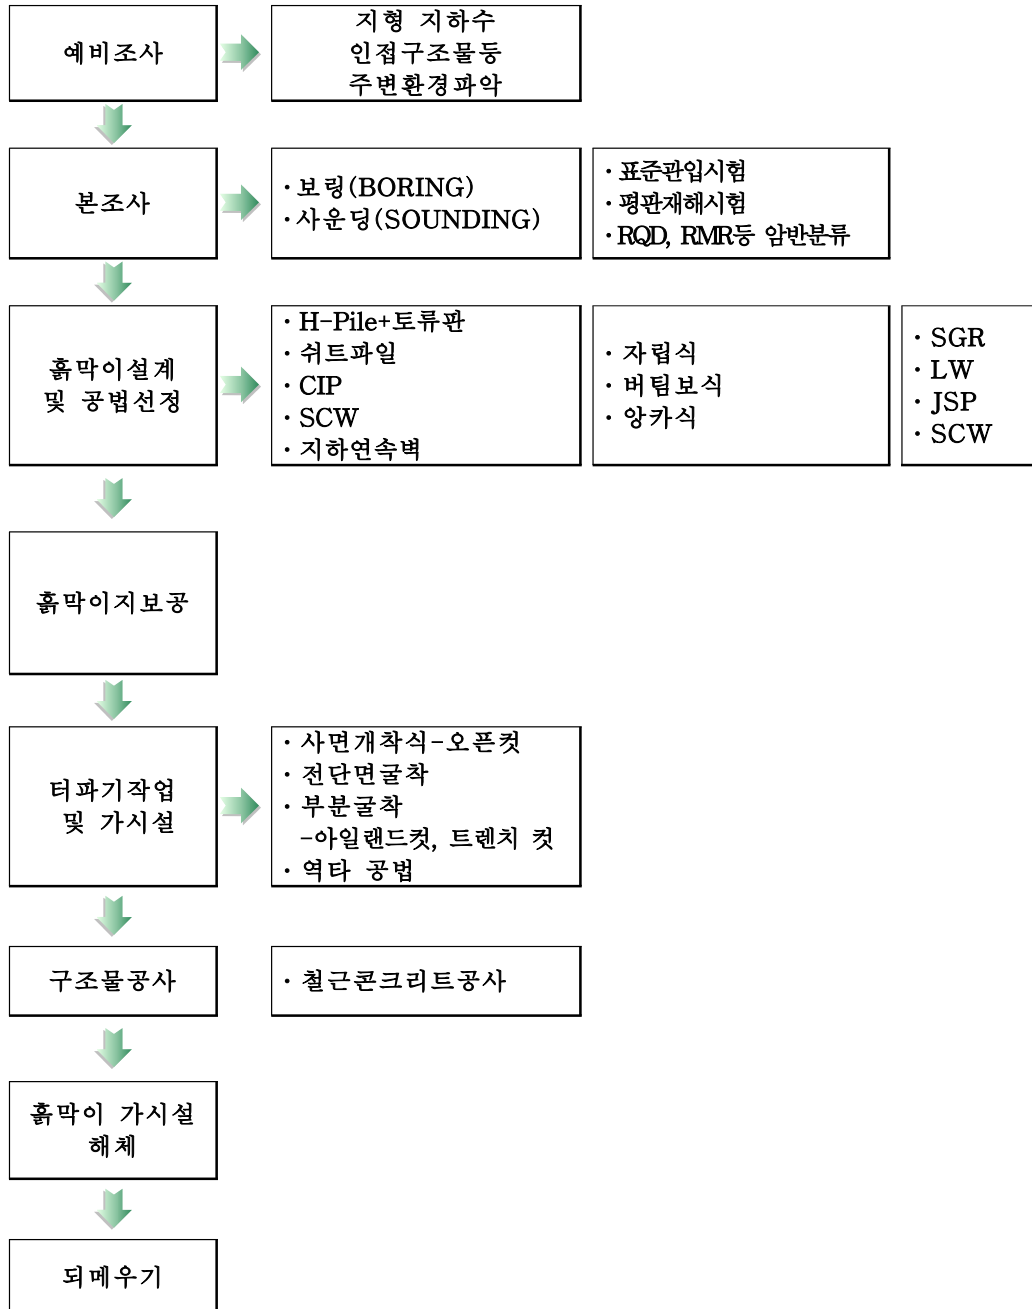 예비조사
지형 지하수
인접구조물등
주변환경파악
본조사
· 보링(BORING)
· 사운딩(SOUNDING)
· 표준관입시험
· 평판재해시험
· RQD, RMR등 암반분류
흙막이설계
및 공법선정
· H-Pile+토류판
· 쉬트파일
· CIP
· SCW
· 지하연속벽
· 자립식
· 버팀보식
· 앙카식
· SGR
· LW
· JSP
· SCW
흙막이지보공
터파기작업
및 가시설
· 사면개착식-오픈컷
· 전단면굴착
· 부분굴착
-아일랜드컷, 트렌치 컷
· 역타 공법
구조물공사
· 철근콘크리트공사
흙막이 가시설
해체
되메우기